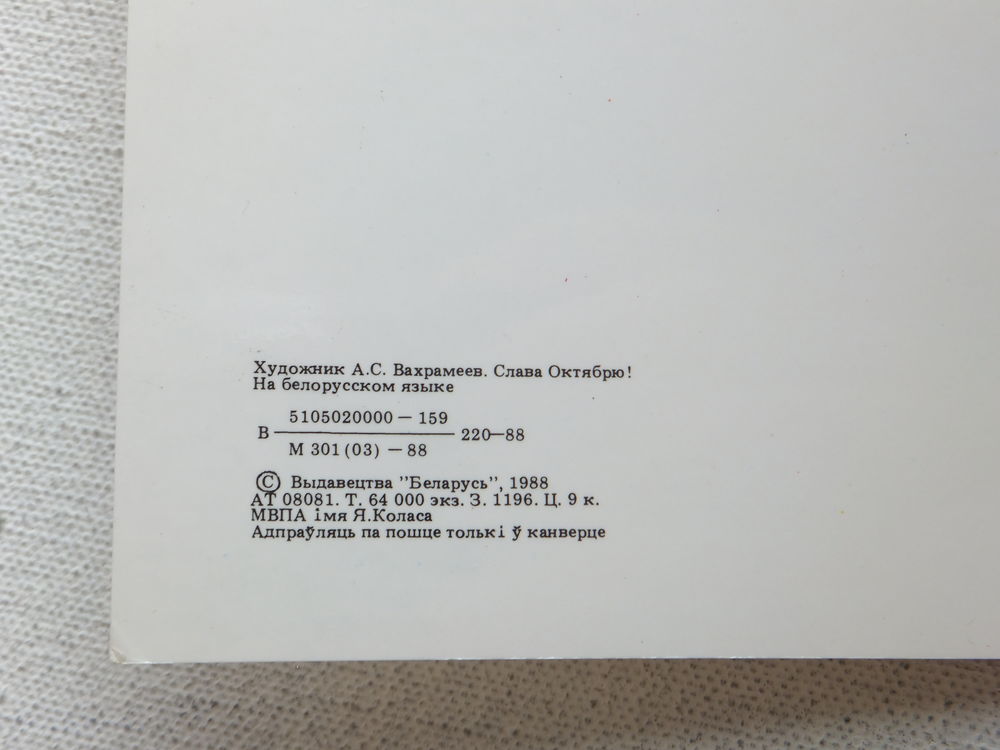 Художник А.С. Вахрамеев. Слава Октябрю!
На белорусском языке
5105020000 — 159
В ——— 220—88
М 301 (03) — 88
© Выдавецтва "Беларусь", 1988
АТ 08081. Т. 64 000 экз. З. 1196. Ц. 9 к.
МВПА імя Я.Коласа
Адпраўляць па пошце толькі ў канверце